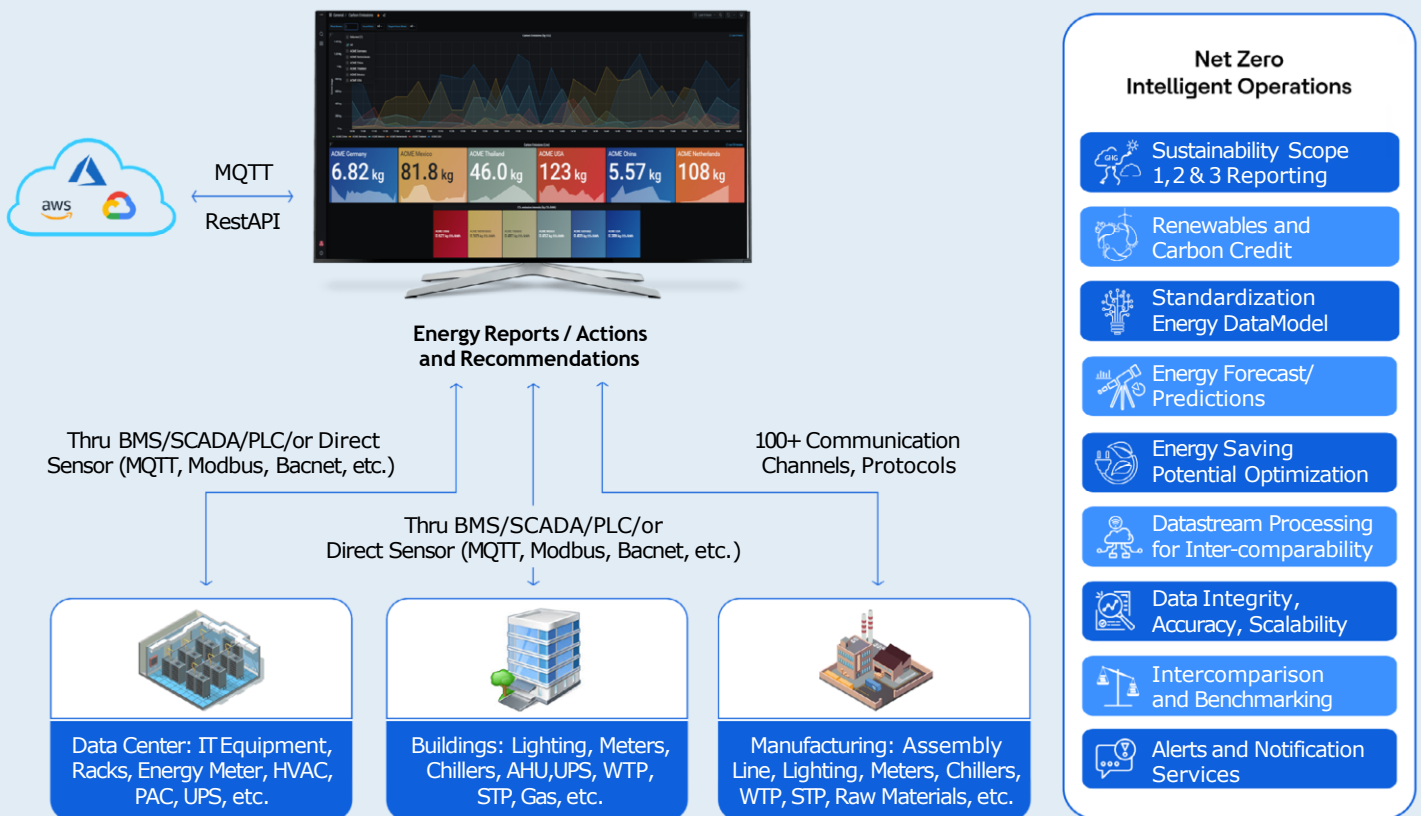 aws
MQTT
RestAPI
ACME Germany
6.82 kg
ACME Mexico
81.8 kg
ACME Thailand
46.0 kg
ACME USA
123 kg
ACME China
5.57 kg
ACME Netherlands
108 kg
Energy Reports / Actions
and Recommendations
Thru BMS/SCADA/PLC/or Direct
Sensor (MQTT, Modbus, Bacnet, etc.)
100+ Communication
Channels, Protocols
Thru BMS/SCADA/PLC/or
Direct Sensor (MQTT, Modbus, Bacnet, etc.)
Data Center: IT Equipment,
Racks, Energy Meter, HVAC,
PAC, UPS, etc.
Buildings: Lighting, Meters,
Chillers, AHU,UPS, WTP,
STP, Gas, etc.
Manufacturing: Assembly
Line, Lighting, Meters, Chillers,
WTP, STP, Raw Materials, etc.
Net Zero
Intelligent Operations
GHG
Sustainability Scope
1, 2 & 3 Reporting
Renewables and
Carbon Credit
Standardization
Energy DataModel
Energy Forecast/
Predictions
Energy Saving
Potential Optimization
Datastream Processing
for Inter-comparability
Data Integrity,
Accuracy, Scalability
Intercomparison
and Benchmarking
Alerts and Notification
Services